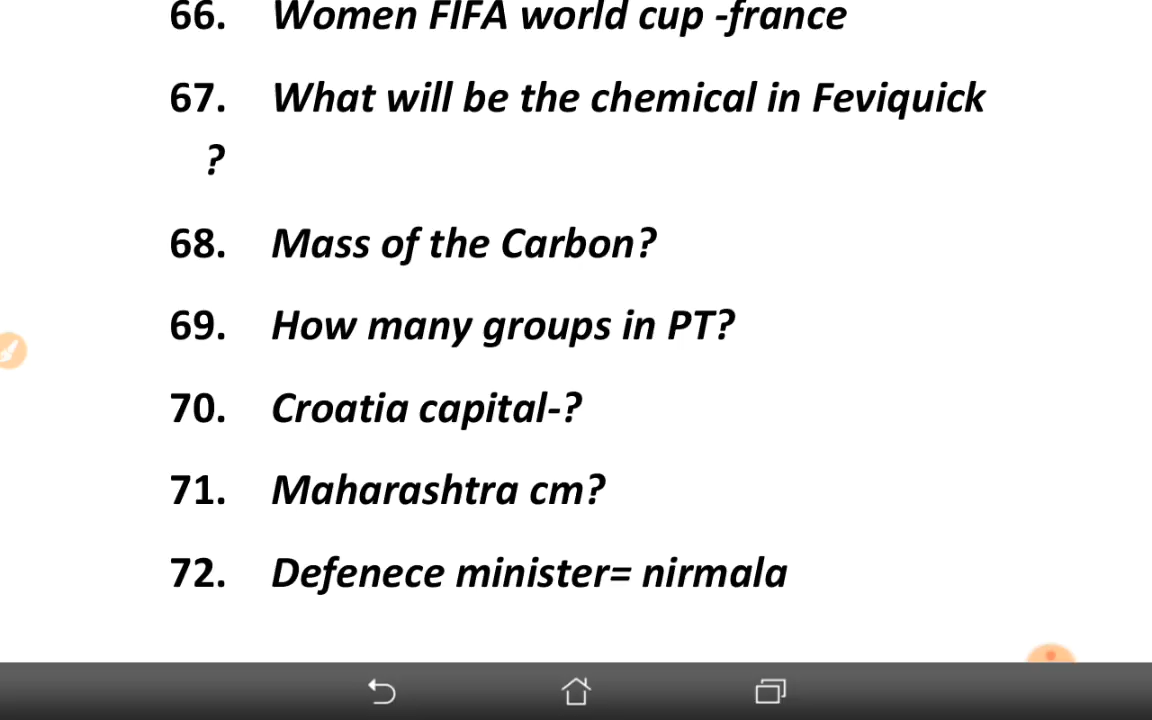 66. Women FIFA world cup -france
67. What will be the chemical in Feviquick
?
68. Mass of the Carbon?
69. How many groups in PT?
70. Croatia capital-?
71. Maharashtra cm?
72. Defenece minister= nirmala